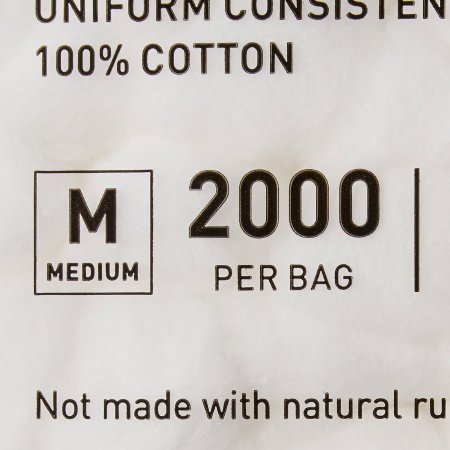 UNIFORM CONSISTEN
100% COTTON
M 2000
MEDIUM PER BAG
Not made with natural ru